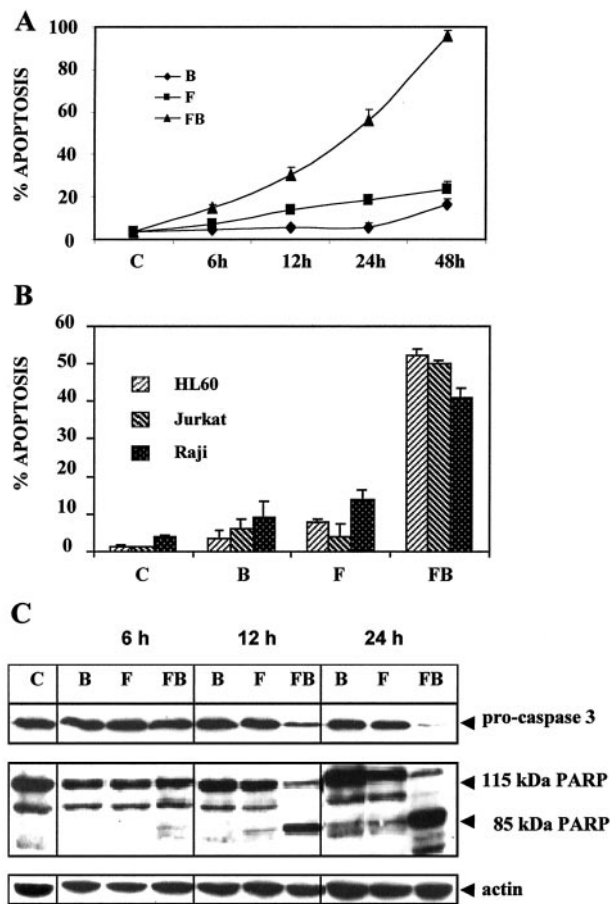 A
% APOPTOSIS
100
80
60
40
20
0
B
F
FB
C 6h 12h 24h 48h
B
% APOPTOSIS
60
50
40
30
20
10
0
HL60
Jurkat
Raji
C B F FB
C
6 h 12 h 24 h
C B F FB B F FB B F FB
pro-caspase 3
115 kDa PARP
85 kDa PARP
actin